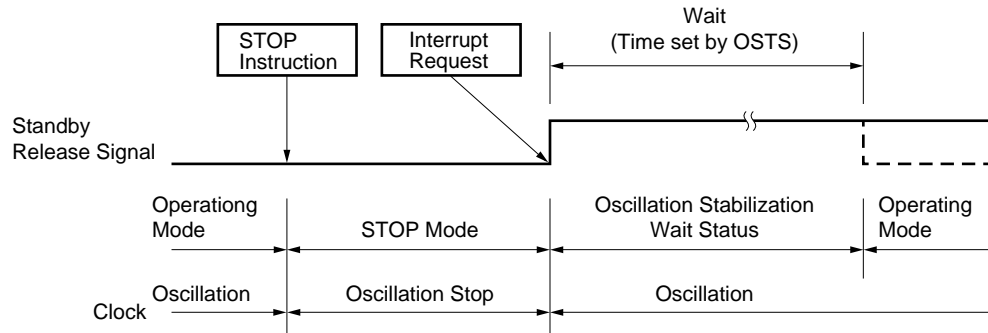 Wait
(Time set by OSTS)
STOP
Instruction
Interrupt
Request
Standby
Release Signal
Operationg
Mode
STOP Mode
Oscillation Stabilization
Wait Status
Operating
Mode
Clock
Oscillation
Oscillation Stop
Oscillation